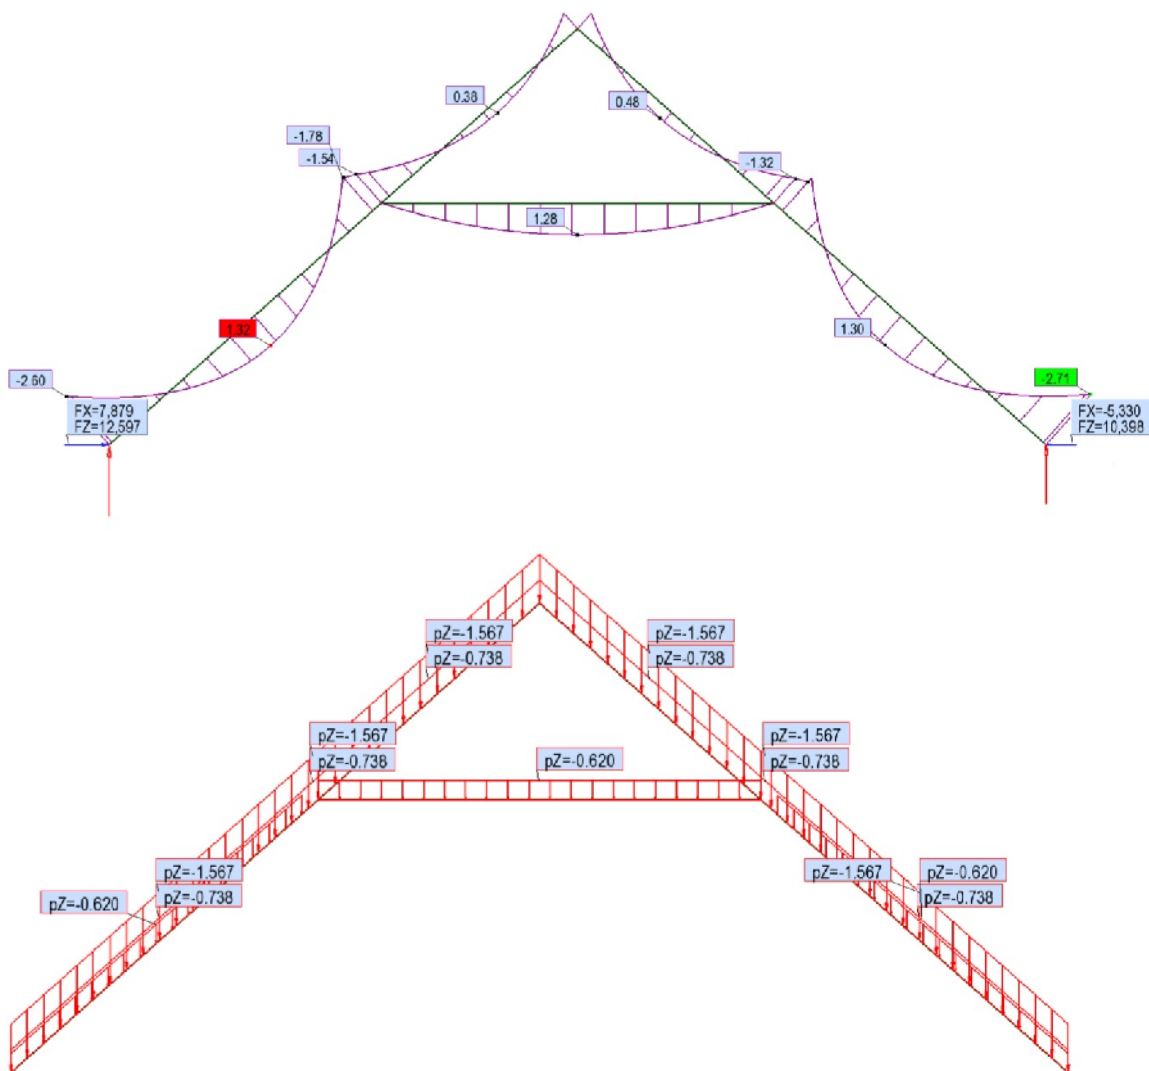 0.38
0.48
-1.78
-1.54
-1.32
1.28
1.32
1.30
-2.60
-2.71
FX=7,879
FZ=12,597
FX=-5,330
FZ=10,398
pZ=-1.567
pZ=-0.738
pZ=-1.567
pZ=-0.738
pZ=-1.567
pZ=-0.738
pZ=-0.620
pZ=-1.567
pZ=-0.738
pZ=-1.567
pZ=-0.738
pZ=-0.620
pZ=-1.567
pZ=-0.620
pZ=-0.738